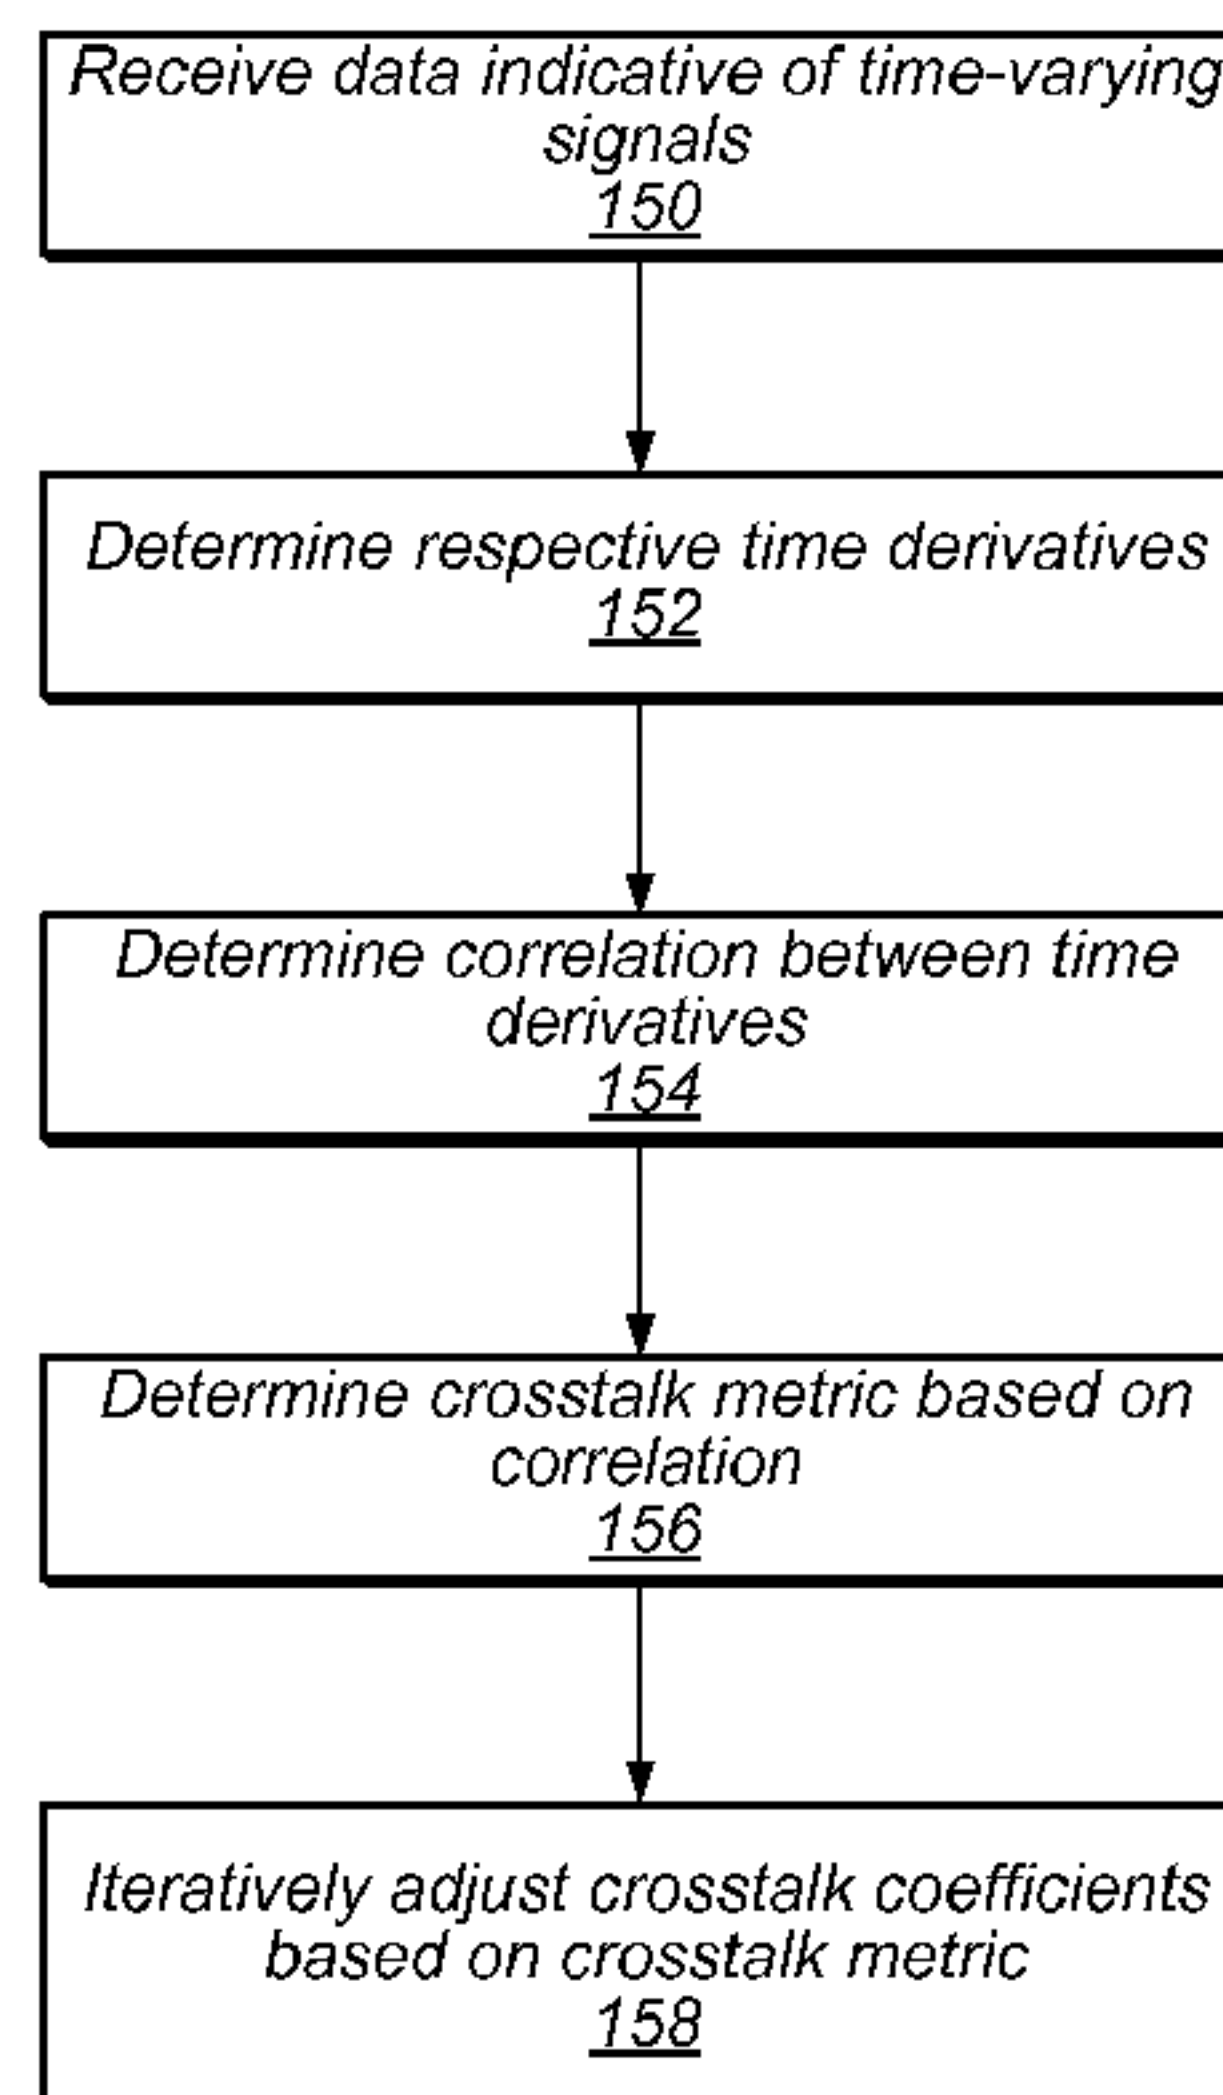 Receive data indicative of time-varying
signals
150
Determine respective time derivatives
152
Determine correlation between time
derivatives
154
Determine crosstalk metric based on
correlation
156
Iteratively adjust crosstalk coefficients
based on crosstalk metric
158